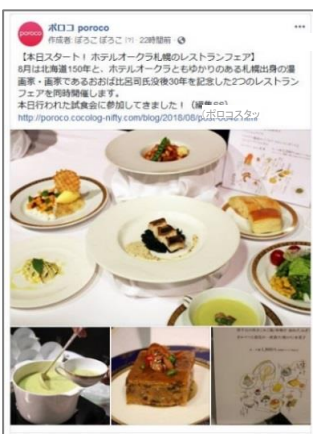 ポロコ poroco
作成者: ぽろこ ぽろこ [?] · 22時間前
【本日スタート！ ホテルオークラ札幌のレストランフェア】
8月は北海道150年と、ホテルオークラともゆかりのある札幌出身の漫
画家・画家であるおおば比呂司氏没後30年を記念した2つのレストラン
フェアを同時開催します。
本日行われた試食会に参加してきました！（編集
ポロコスタッ
http://poroco.cocolog-nifty.com/blog/2018/08/
poroco